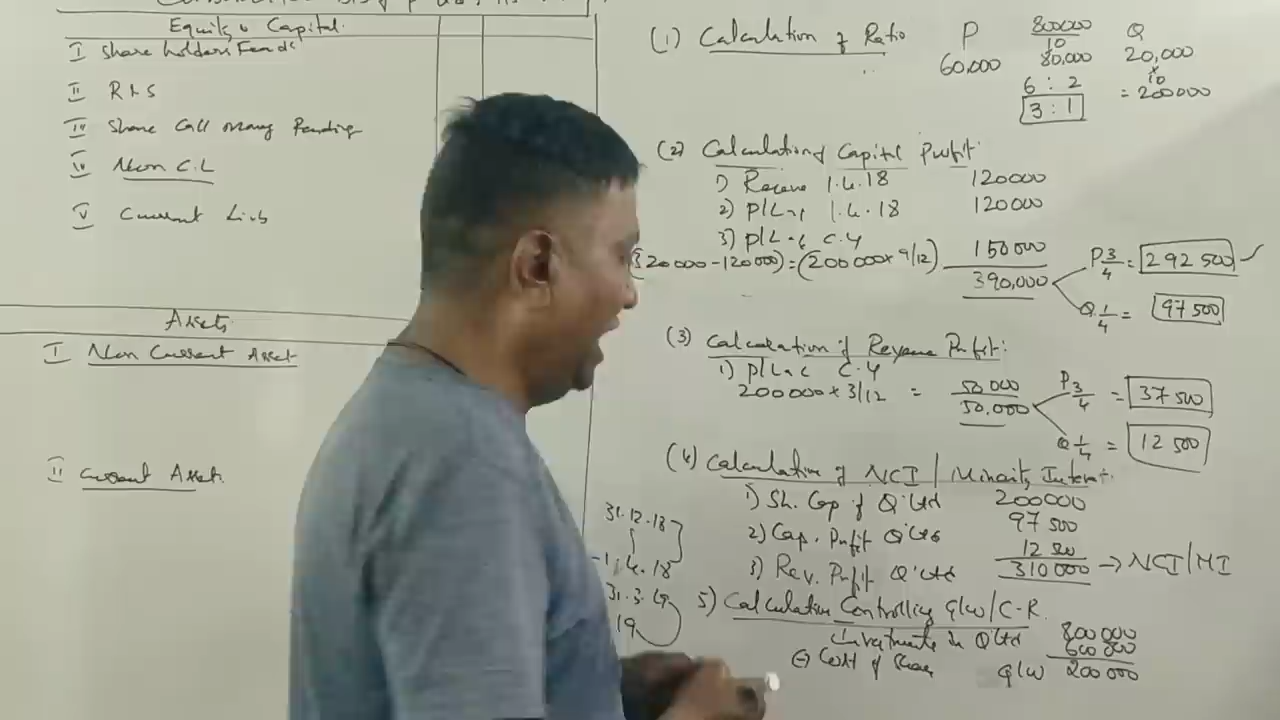 Equity & Capital
I Share holders Funds
II R & S
III Share Call Money Pending
IV Non C.L
V Current Liab
Assets
I Non Current Asset
II Current Asset
(1) Calculation of Ratio P 800000 Q
10
60,000 80,000 20,000
× 10
6 : 2 = 200000
3 : 1
(2) Calculation of Capital Profit:
1) Reserve 1.4.18 120000
2) P/L a/c 1.4.18 120000
3) P/L a/c C.Y
320000-120000) = (200000×9/12) 150000
390,000
P 3/4 = 292500
Q 1/4 = 97500
(3) Calculation of Revenue Profit:
1) P/L a/c C.Y
200000 × 3/12 = 50000
50,000
P 3/4 = 37500
Q 1/4 = 12500
(4) Calculation of NCI / Minority Interest:
1) Sh. Cap of Q Ltd 200000
2) Cap. Profit Q Ltd 97500
3) Rev. Profit Q Ltd 12500
310000 → NCI/MI
31.12.18
1.4.18
31.3.19
19
5) Calculation Controlling G/W / C-R
Investments in Q Ltd 800000
(-) Cost of Share 600000
G/W 200000